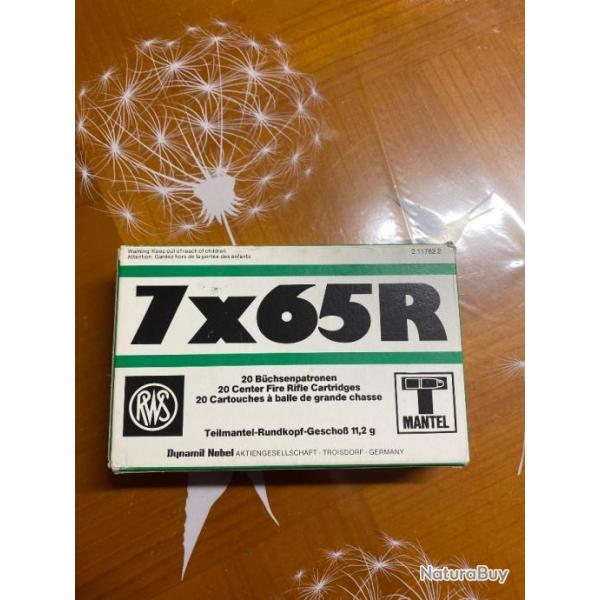 Warning: Keep out of reach of children
Attention: Gardez hors de la portée des enfants
2 11762 2
7x65R
20 Büchsenpatronen
20 Center Fire Rifle Cartridges
20 Cartouches à balle de grande chasse
RWS
T
MANTEL
Teilmantel-Rundkopf-Geschoß 11,2 g
Dynamit Nobel AKTIENGESELLSCHAFT · TROISDORF · GERMANY
NaturaBuy